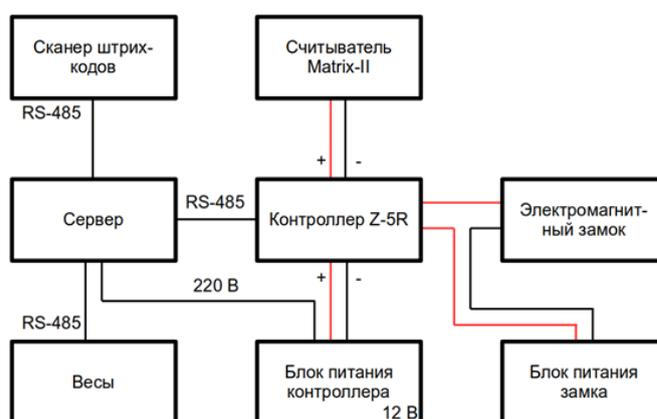 Сканер штрих-
кодов
Считыватель
Matrix-II
RS-485
+
-
Сервер
RS-485
Контроллер Z-5R
Электромагнит-
ный замок
220 В
+
-
RS-485
Весы
Блок питания
контроллера
12 В
Блок питания
замка